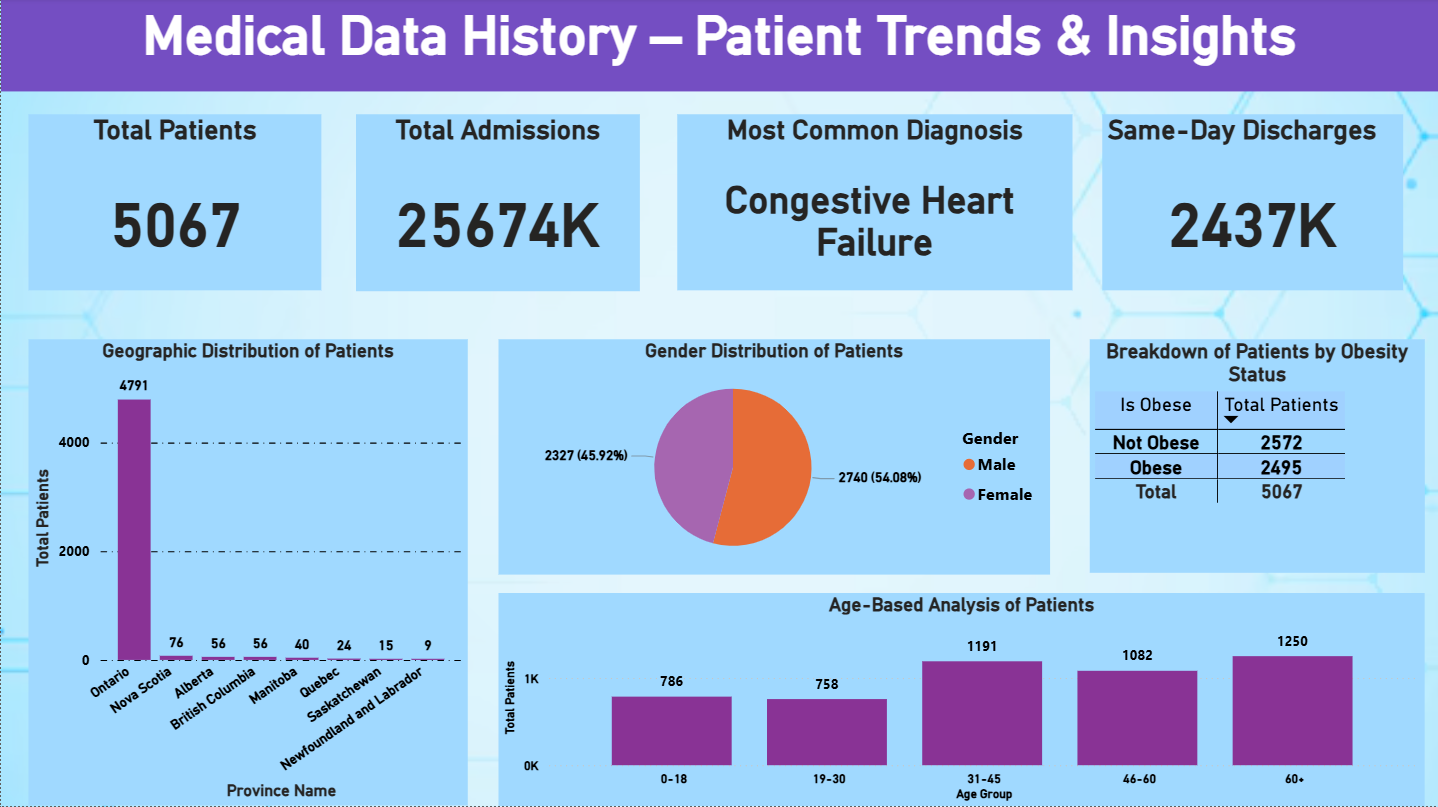 Medical Data History – Patient Trends & Insights
Total Patients
5067
Total Admissions
25674K
Most Common Diagnosis
Congestive Heart
Failure
Same-Day Discharges
2437K
Geographic Distribution of Patients
Total Patients
4000
2000
0
4791
76
56
56
40
24
15
9
Ontario
Nova Scotia
Alberta
British Columbia
Manitoba
Quebec
Saskatchewan
Newfoundland and Labrador
Province Name
Gender Distribution of Patients
2327 (45.92%)
2740 (54.08%)
Gender
Male
Female
Breakdown of Patients by Obesity
Status
Is Obese Total Patients
Not Obese 2572
Obese 2495
Total 5067
Age-Based Analysis of Patients
Total Patients
1K
0K
786
758
1191
1082
1250
0-18
19-30
31-45
46-60
60+
Age Group